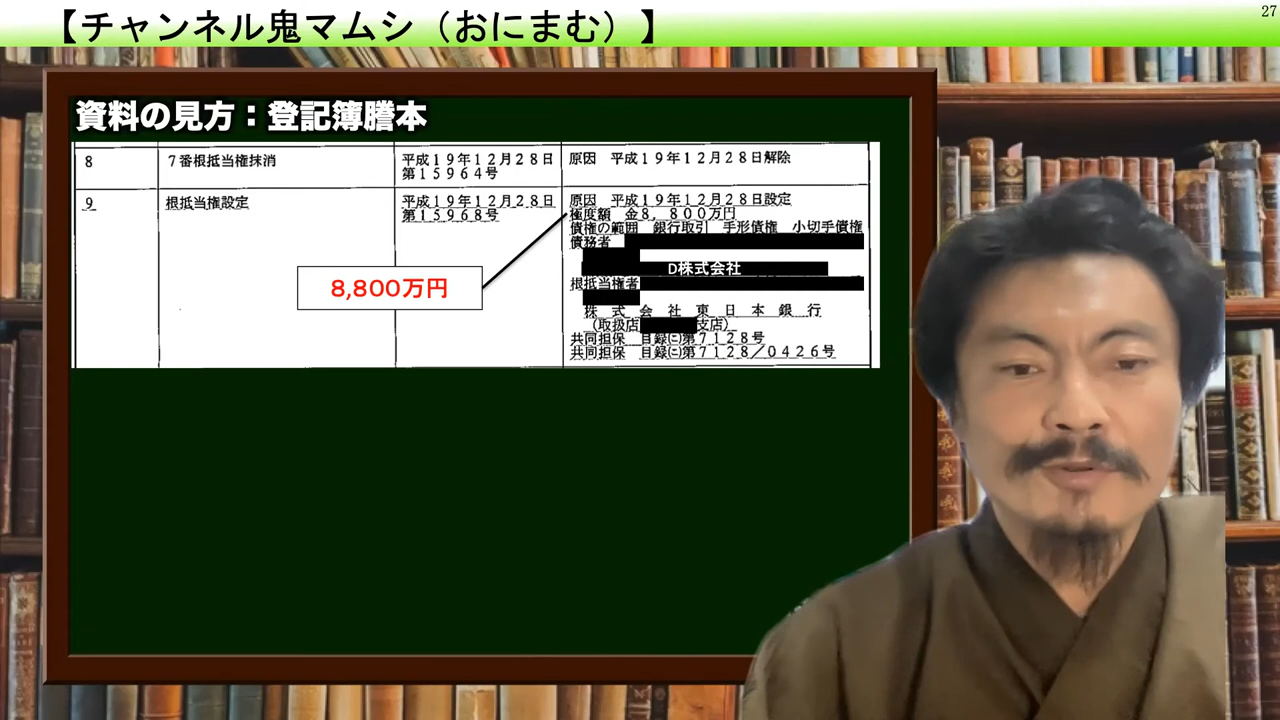 【チャンネル鬼マムシ（おにまむ）】
27
資料の見方：登記簿謄本
8
７番根抵当権抹消
平成１９年１２月２８日
第１５９６４号
原因　平成１９年１２月２８日解除
9
根抵当権設定
平成１９年１２月２８日
第１５９６８号
原因　平成１９年１２月２８日設定
極度額　金８，８００万円
債権の範囲　銀行取引　手形債権　小切手債権
債務者
D株式会社
根抵当権者
株　式　会　社　東　日　本　銀　行
（取扱店　支店）
共同担保　目録㈡第７１２８号
共同担保　目録㈡第７１２８／０４２６号
8,800万円